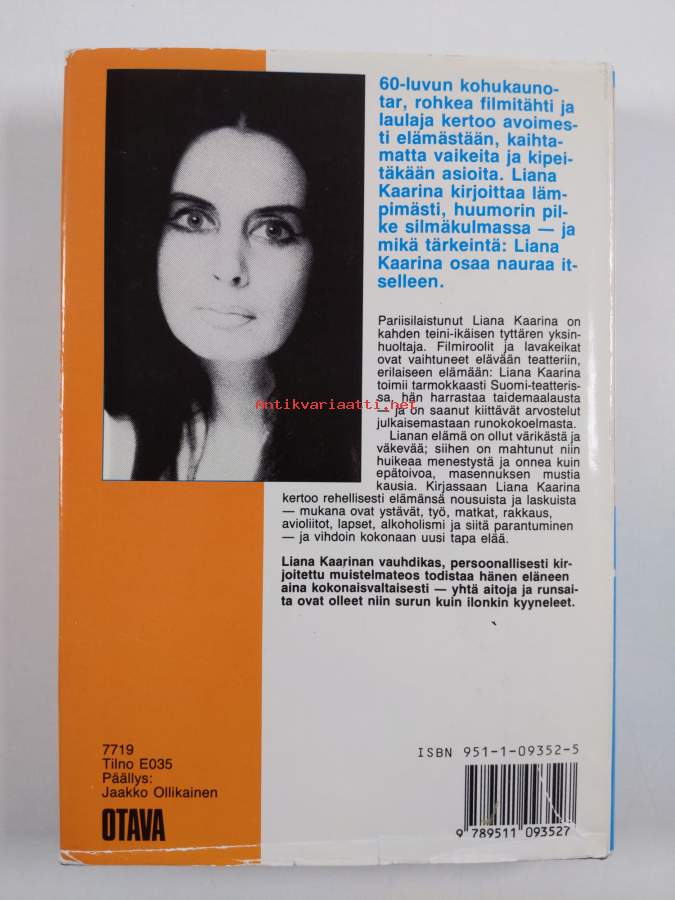 60-luvun kohukauno-
tar, rohkea filmitähti ja
laulaja kertoo avoimes-
ti elämästään, kaihta-
matta vaikeita ja kipei-
täkään asioita. Liana
Kaarina kirjoittaa läm-
pimästi, huumorin pil-
ke silmäkulmassa — ja
mikä tärkeintä: Liana
Kaarina osaa nauraa it-
selleen.
Pariisilaistunut Liana Kaarina on
kahden teini-ikäisen tyttären yksin-
huoltaja. Filmiroolit ja lavakeikat
ovat vaihtuneet elävään teatteriin,
erilaiseen elämään: Liana Kaarina
toimii tarmokkaasti Suomi-teatteris-
sa, hän harrastaa taidemaalausta
— ja on saanut kiittävät arvostelut
julkaisemastaan runokokoelmasta.
Lianan elämä on ollut värikästä ja
väkevää; siihen on mahtunut niin
huikeaa menestystä ja onnea kuin
epätoivoa, masennuksen mustia
kausia. Kirjassaan Liana Kaarina
kertoo rehellisesti elämänsä nousuista ja laskuista
— mukana ovat ystävät, työ, matkat, rakkaus,
avioliitot, lapset, alkoholismi ja siitä parantuminen
— ja vihdoin kokonaan uusi tapa elää.
Liana Kaarinan vauhdikas, persoonallisesti kir-
joitettu muistelmateos todistaa hänen eläneen
aina kokonaisvaltaisesti — yhtä aitoja ja runsai-
ta ovat olleet niin surun kuin ilonkin kyyneleet.
Antikvariaatti.net
7719
Tilno E035
Päällys:
Jaakko Ollikainen
OTAVA
ISBN 951-1-09352-5
9 789511 093527